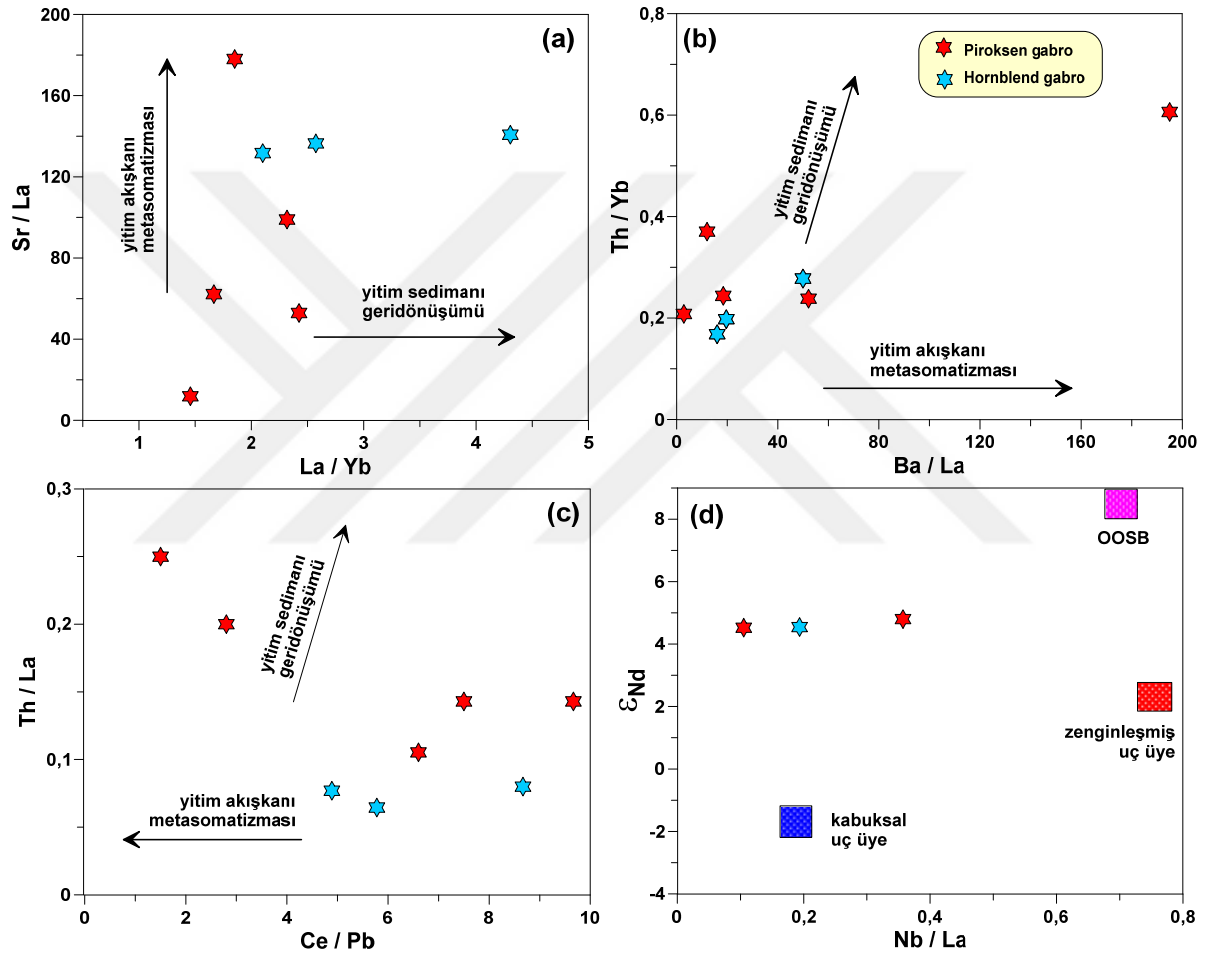 (a)
200
160
120
80
40
0
Sr / La
yitim akışkanı
metasomatizması
yitim sedimanı
geridönüşümü
1
2
3
4
5
La / Yb
(b)
Piroksen gabro
Hornblend gabro
0,8
0,6
0,4
0,2
0
Th / Yb
yitim sedimanı
geridönüşümü
yitim akışkanı
metasomatizması
0
40
80
120
160
200
Ba / La
(c)
0,3
0,2
0,1
0
Th / La
yitim sedimanı
geridönüşümü
yitim akışkanı
metasomatizması
0
2
4
6
8
10
Ce / Pb
(d)
8
6
4
2
0
-2
-4
εNd
OOSB
zenginleşmiş
uç üye
kabuksal
uç üye
0
0,2
0,4
0,6
0,8
Nb / La